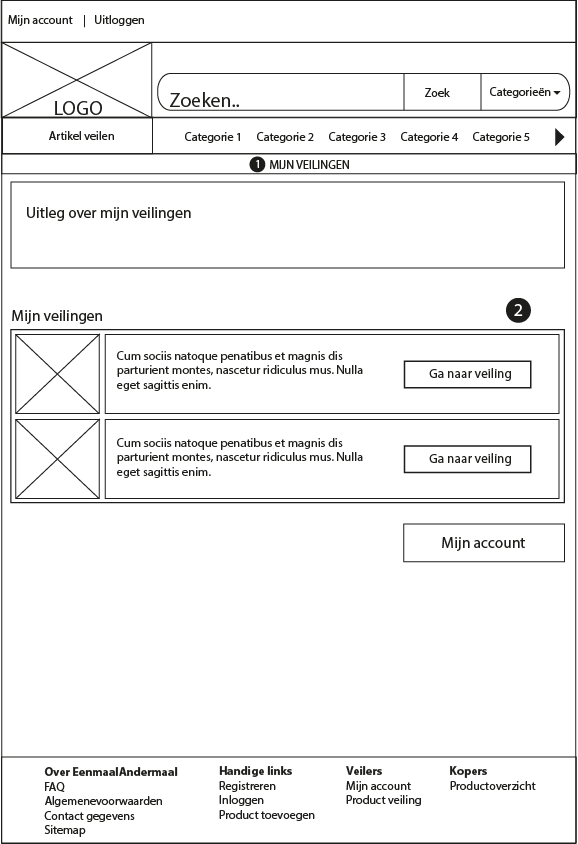 Mijn account | Uitloggen
LOGO
Zoeken..
Zoek
Categorieën
Artikel veilen
Categorie 1 Categorie 2 Categorie 3 Categorie 4 Categorie 5
1 MIJN VEILINGEN
Uitleg over mijn veilingen
Mijn veilingen
2
Cum sociis natoque penatibus et magnis dis
parturient montes, nascetur ridiculus mus. Nulla
eget sagittis enim.
Ga naar veiling
Cum sociis natoque penatibus et magnis dis
parturient montes, nascetur ridiculus mus. Nulla
eget sagittis enim.
Ga naar veiling
Mijn account
Over EenmaalAndermaal
FAQ
Algemenevoorwaarden
Contact gegevens
Sitemap
Handige links
Registreren
Inloggen
Product toevoegen
Veilers
Mijn account
Product veiling
Kopers
Productoverzicht